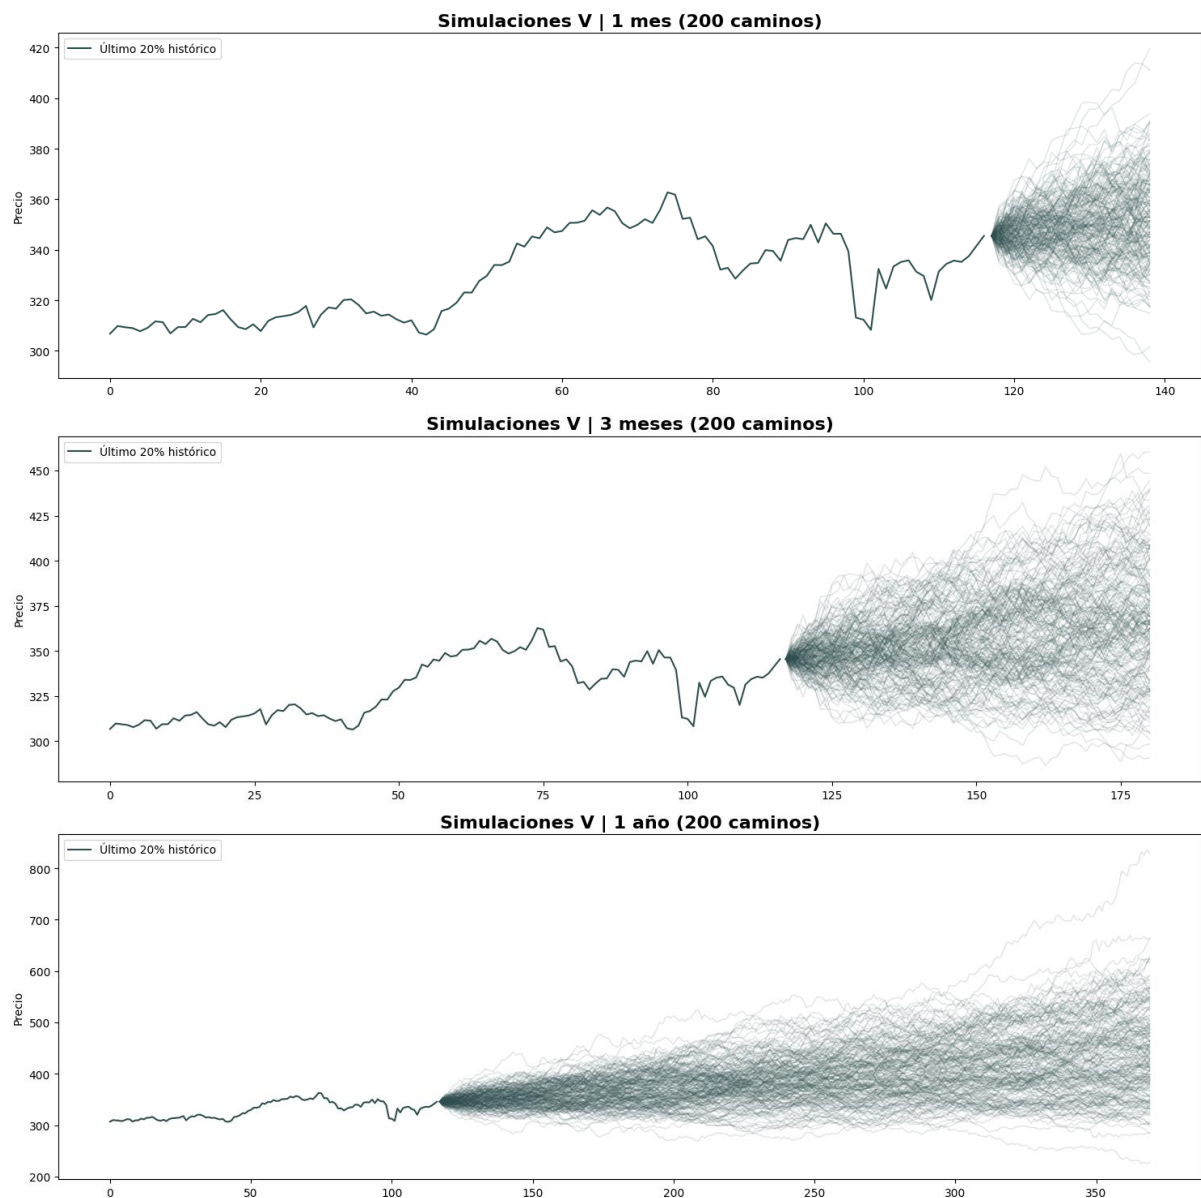 Simulaciones V | 1 mes (200 caminos)
Último 20% histórico
420
400
380
360
340
320
300
Precio
0 20 40 60 80 100 120 140
Simulaciones V | 3 meses (200 caminos)
Último 20% histórico
450
425
400
375
350
325
300
Precio
0 25 50 75 100 125 150 175
Simulaciones V | 1 año (200 caminos)
Último 20% histórico
800
700
600
500
400
300
200
Precio
0 50 100 150 200 250 300 350